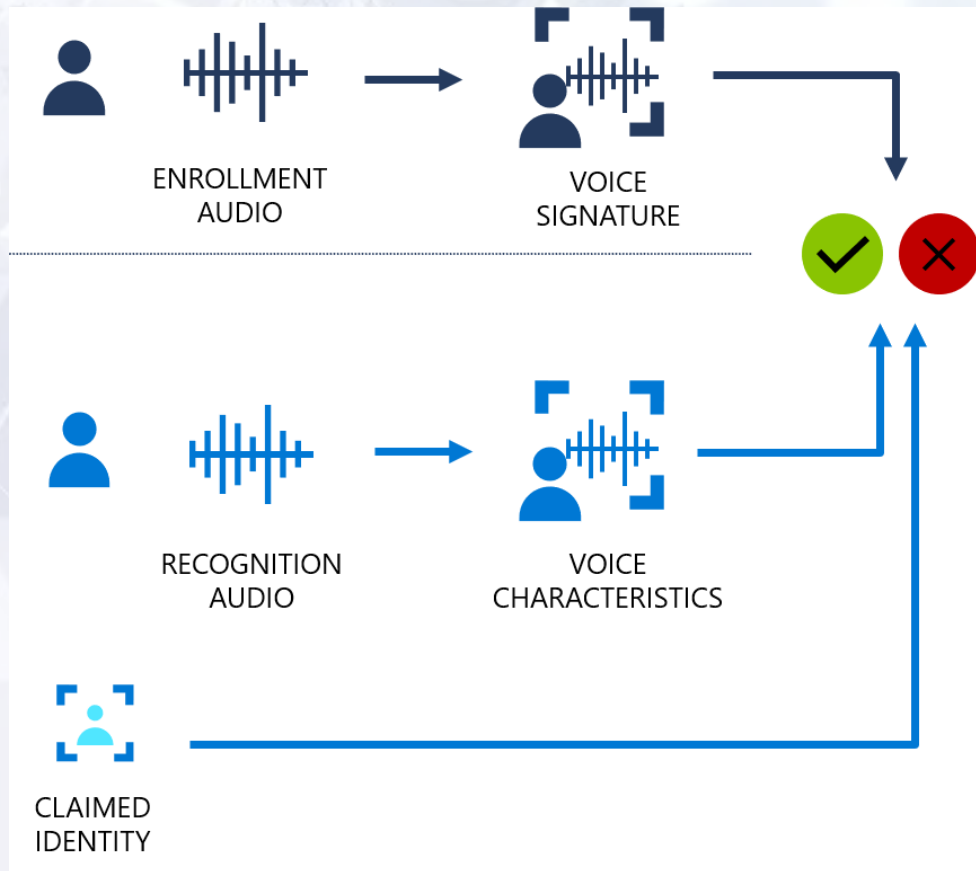 ENROLLMENT
AUDIO
VOICE
SIGNATURE
RECOGNITION
AUDIO
VOICE
CHARACTERISTICS
CLAIMED
IDENTITY